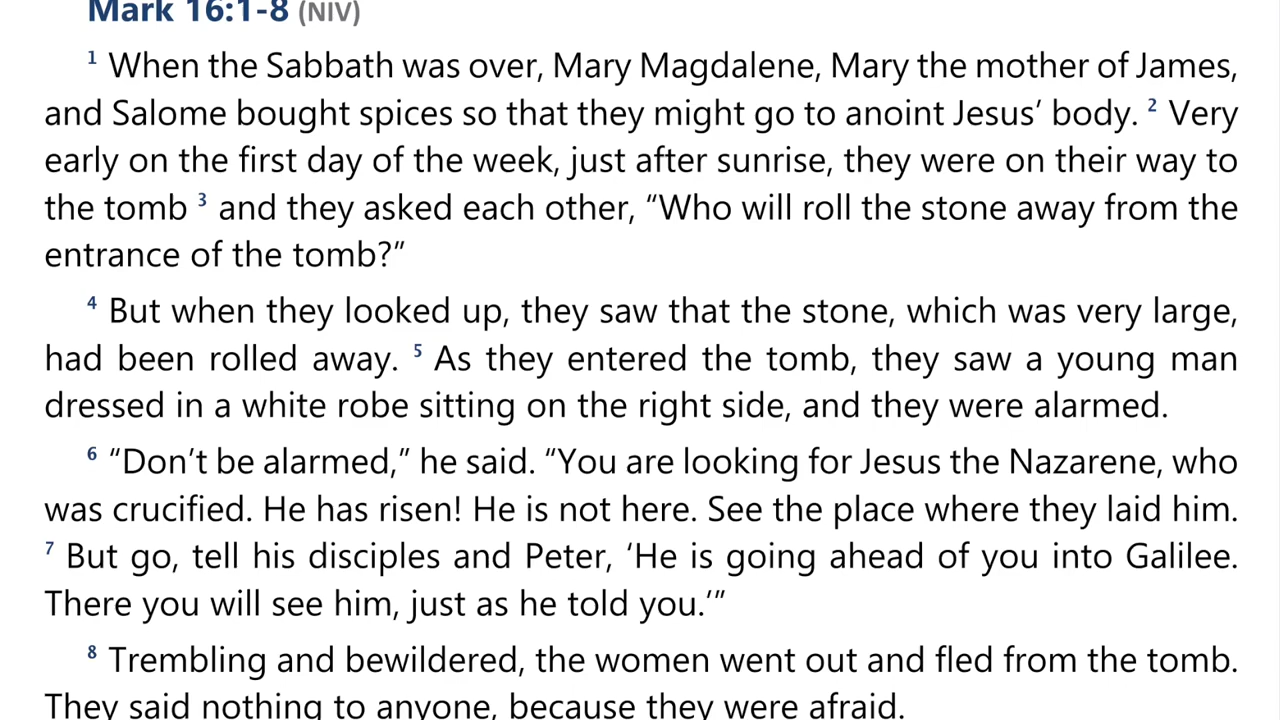 Mark 16:1-8 (NIV)
1 When the Sabbath was over, Mary Magdalene, Mary the mother of James,
and Salome bought spices so that they might go to anoint Jesus’ body. 2 Very
early on the first day of the week, just after sunrise, they were on their way to
the tomb 3 and they asked each other, “Who will roll the stone away from the
entrance of the tomb?”
4 But when they looked up, they saw that the stone, which was very large,
had been rolled away. 5 As they entered the tomb, they saw a young man
dressed in a white robe sitting on the right side, and they were alarmed.
6 “Don’t be alarmed,” he said. “You are looking for Jesus the Nazarene, who
was crucified. He has risen! He is not here. See the place where they laid him.
7 But go, tell his disciples and Peter, ‘He is going ahead of you into Galilee.
There you will see him, just as he told you.’”
8 Trembling and bewildered, the women went out and fled from the tomb.
They said nothing to anyone, because they were afraid.